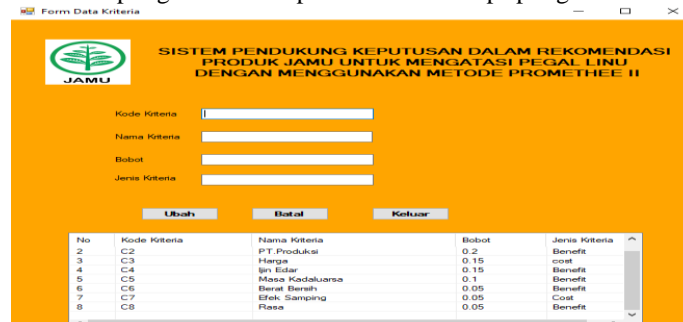 Form Data Kriteria
SISTEM PENDUKUNG KEPUTUSAN DALAM REKOMENDASI
PRODUK JAMU UNTUK MENGATASI PEGAL LINU
DENGAN MENGGUNAKAN METODE PROMETHEE II
JAMU
Kode Kriteria
Nama Kriteria
Bobot
Jenis Kriteria
Ubah Batal Keluar
No Kode Kriteria Nama Kriteria Bobot Jenis Kriteria
2 C2 PT.Produksi 0.2 Benefit
3 C3 Harga 0.15 cost
4 C4 Ijin Edar 0.15 Benefit
5 C5 Masa Kadaluarsa 0.1 Benefit
6 C6 Berat Bersih 0.05 Benefit
7 C7 Efek Samping 0.05 Cost
8 C8 Rasa 0.05 Benefit